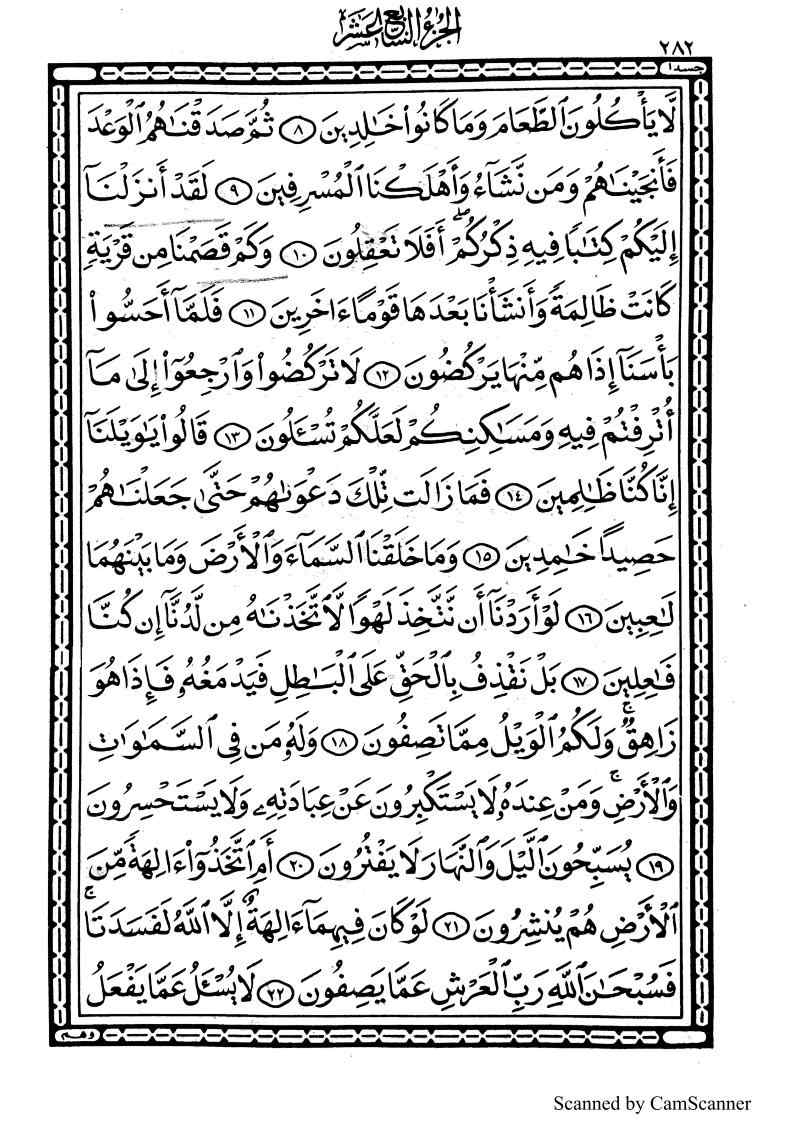 الجزء السابع عشر
٢٨٢
جسدا
لَّا يَأْكُلُونَ ٱلطَّعَامَ وَمَا كَانُوا۟ خَـٰلِدِينَ ٨ ثُمَّ صَدَقْنَـٰهُمُ ٱلْوَعْدَ
فَأَنجَيْنَـٰهُمْ وَمَن نَّشَآءُ وَأَهْلَكْنَا ٱلْمُسْرِفِينَ ٩ لَقَدْ أَنزَلْنَآ
إِلَيْكُمْ كِتَـٰبًا فِيهِ ذِكْرُكُمْ ۖ أَفَلَا تَعْقِلُونَ ١٠ وَكَمْ قَصَمْنَا مِن قَرْيَةٍ
كَانَتْ ظَالِمَةً وَأَنشَأْنَا بَعْدَهَا قَوْمًا ءَاخَرِينَ ١١ فَلَمَّآ أَحَسُّوا۟
بَأْسَنَآ إِذَا هُم مِّنْهَا يَرْكُضُونَ ١٢ لَا تَرْكُضُوا۟ وَٱرْجِعُوٓا۟ إِلَىٰ مَآ
أُتْرِفْتُمْ فِيهِ وَمَسَـٰكِنِكُمْ لَعَلَّكُمْ تُسْـَٔلُونَ ١٣ قَالُوا۟ يَـٰوَيْلَنَآ
إِنَّا كُنَّا ظَـٰلِمِينَ ١٤ فَمَا زَالَت تِّلْكَ دَعْوَىٰهُمْ حَتَّىٰ جَعَلْنَـٰهُمْ
حَصِيدًا خَـٰمِدِينَ ١٥ وَمَا خَلَقْنَا ٱلسَّمَآءَ وَٱلْأَرْضَ وَمَا بَيْنَهُمَا
لَـٰعِبِينَ ١٦ لَوْ أَرَدْنَآ أَن نَّتَّخِذَ لَهْوًا لَّٱتَّخَذْنَـٰهُ مِن لَّدُنَّآ إِن كُنَّا
فَـٰعِلِينَ ١٧ بَلْ نَقْذِفُ بِٱلْحَقِّ عَلَى ٱلْبَـٰطِلِ فَيَدْمَغُهُۥ فَإِذَا هُوَ
زَاهِقٌ ۚ وَلَكُمُ ٱلْوَيْلُ مِمَّا تَصِفُونَ ١٨ وَلَهُۥ مَن فِى ٱلسَّمَـٰوَٰتِ
وَٱلْأَرْضِ ۚ وَمَنْ عِندَهُۥ لَا يَسْتَكْبِرُونَ عَنْ عِبَادَتِهِۦ وَلَا يَسْتَحْسِرُونَ
١٩ يُسَبِّحُونَ ٱلَّيْلَ وَٱلنَّهَارَ لَا يَفْتُرُونَ ٢٠ أَمِ ٱتَّخَذُوٓا۟ ءَالِهَةً مِّنَ
ٱلْأَرْضِ هُمْ يُنشِرُونَ ٢١ لَوْ كَانَ فِيهِمَآ ءَالِهَةٌ إِلَّا ٱللَّهُ لَفَسَدَتَا ۚ
فَسُبْحَـٰنَ ٱللَّهِ رَبِّ ٱلْعَرْشِ عَمَّا يَصِفُونَ ٢٢ لَا يُسْـَٔلُ عَمَّا يَفْعَلُ
وهم
Scanned by CamScanner